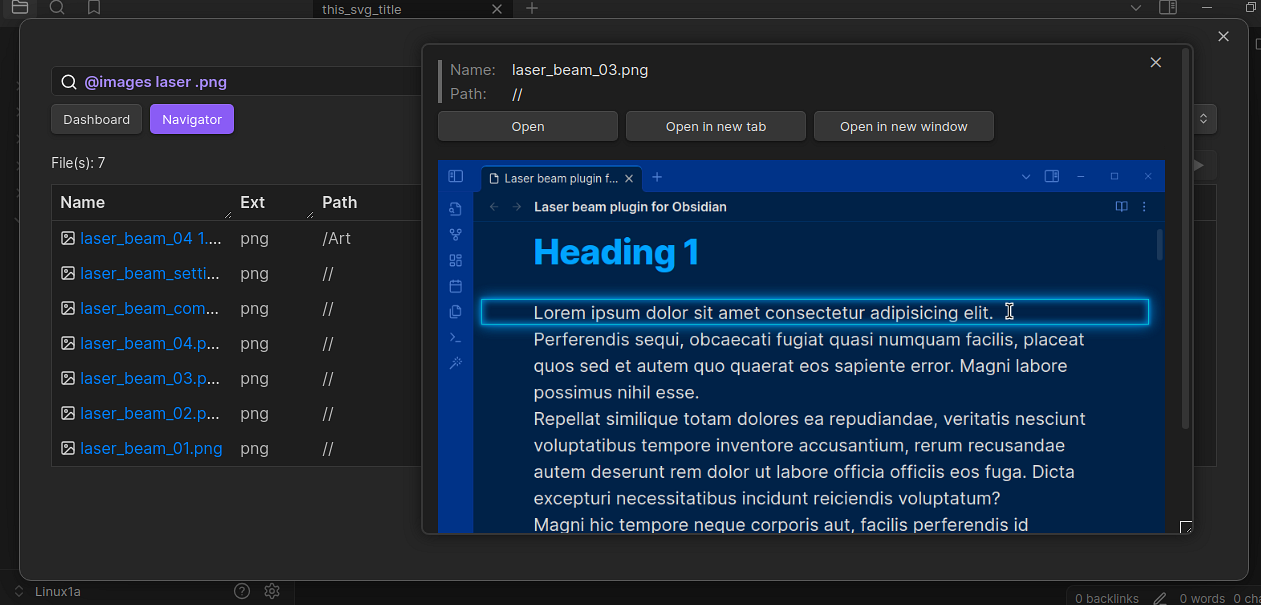 this_svg_title
@images laser .png
Dashboard
Navigator
File(s): 7
Name Ext Path
laser_beam_04 1.... png /Art
laser_beam_setti... png //
laser_beam_com... png //
laser_beam_04.p... png //
laser_beam_03.p... png //
laser_beam_02.p... png //
laser_beam_01.png png //
Name: laser_beam_03.png
Path: //
Open
Open in new tab
Open in new window
Laser beam plugin f...
Laser beam plugin for Obsidian
Heading 1
Lorem ipsum dolor sit amet consectetur adipisicing elit.
Perferendis sequi, obcaecati fugiat quasi numquam facilis, placeat
quos sed et autem quo quaerat eos sapiente error. Magni labore
possimus nihil esse.
Repellat similique totam dolores ea repudiandae, veritatis nesciunt
voluptatibus tempore inventore accusantium, rerum recusandae
autem deserunt rem dolor ut labore officia officiis eos fuga. Dicta
excepturi necessitatibus incidunt reiciendis voluptatum?
Magni hic tempore neque corporis aut, facilis perferendis id
Linux1a
0 backlinks
0 words
0 cha